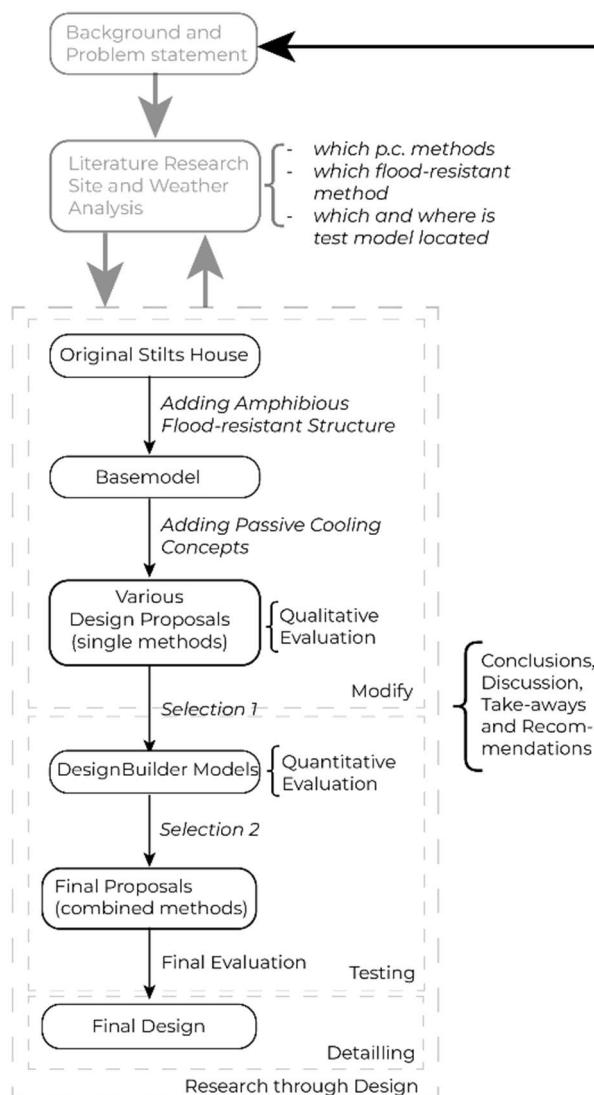 Background and
Problem statement
Literature Research
Site and Weather
Analysis
- which p.c. methods
- which flood-resistant
method
- which and where is
test model located
Original Stilts House
Adding Amphibious
Flood-resistant Structure
Basemodel
Adding Passive Cooling
Concepts
Various
Design Proposals
(single methods)
Qualitative
Evaluation
Modify
Selection 1
DesignBuilder Models
Quantitative
Evaluation
Selection 2
Final Proposals
(combined methods)
Final Evaluation
Testing
Final Design
Detailling
Research through Design
Conclusions,
Discussion,
Take-aways
and Recom-
mendations